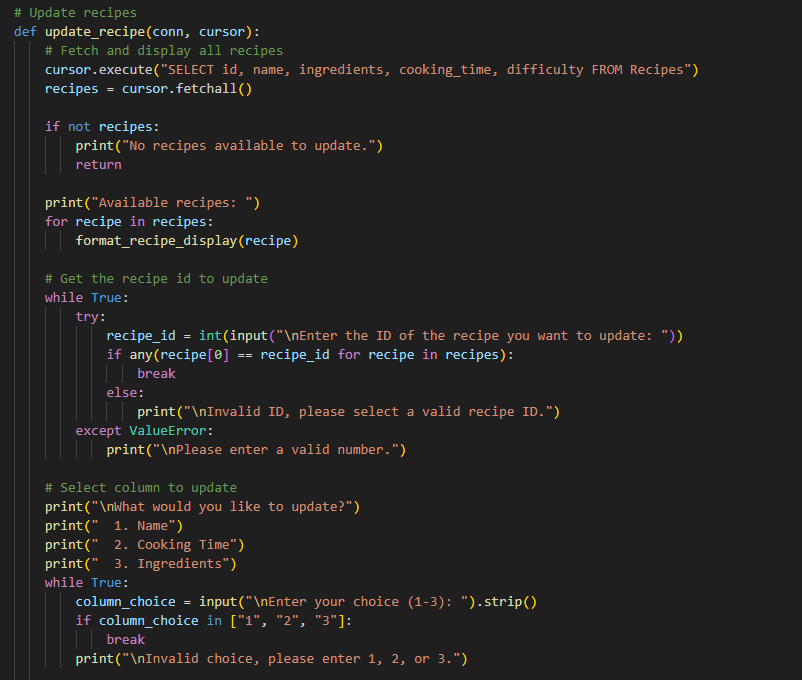 # Update recipes
def update_recipe(conn, cursor):
    # Fetch and display all recipes
    cursor.execute("SELECT id, name, ingredients, cooking_time, difficulty FROM Recipes")
    recipes = cursor.fetchall()

    if not recipes:
        print("No recipes available to update.")
        return

    print("Available recipes: ")
    for recipe in recipes:
        format_recipe_display(recipe)

    # Get the recipe id to update
    while True:
        try:
            recipe_id = int(input("\nEnter the ID of the recipe you want to update: "))
            if any(recipe[0] == recipe_id for recipe in recipes):
                break
            else:
                print("\nInvalid ID, please select a valid recipe ID.")
        except ValueError:
            print("\nPlease enter a valid number.")

    # Select column to update
    print("\nWhat would you like to update?")
    print("  1. Name")
    print("  2. Cooking Time")
    print("  3. Ingredients")
    while True:
        column_choice = input("\nEnter your choice (1-3): ").strip()
        if column_choice in ["1", "2", "3"]:
            break
        print("\nInvalid choice, please enter 1, 2, or 3.")